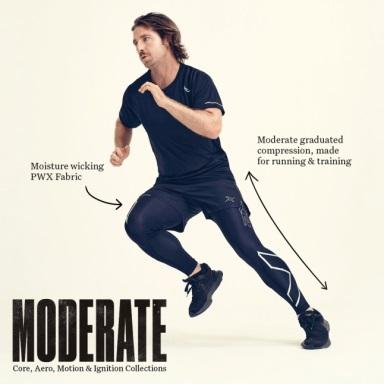 Moderate graduated
compression, made
for running & training
Moisture wicking
PWX Fabric
MODERATE
Core, Aero, Motion & Ignition Collections